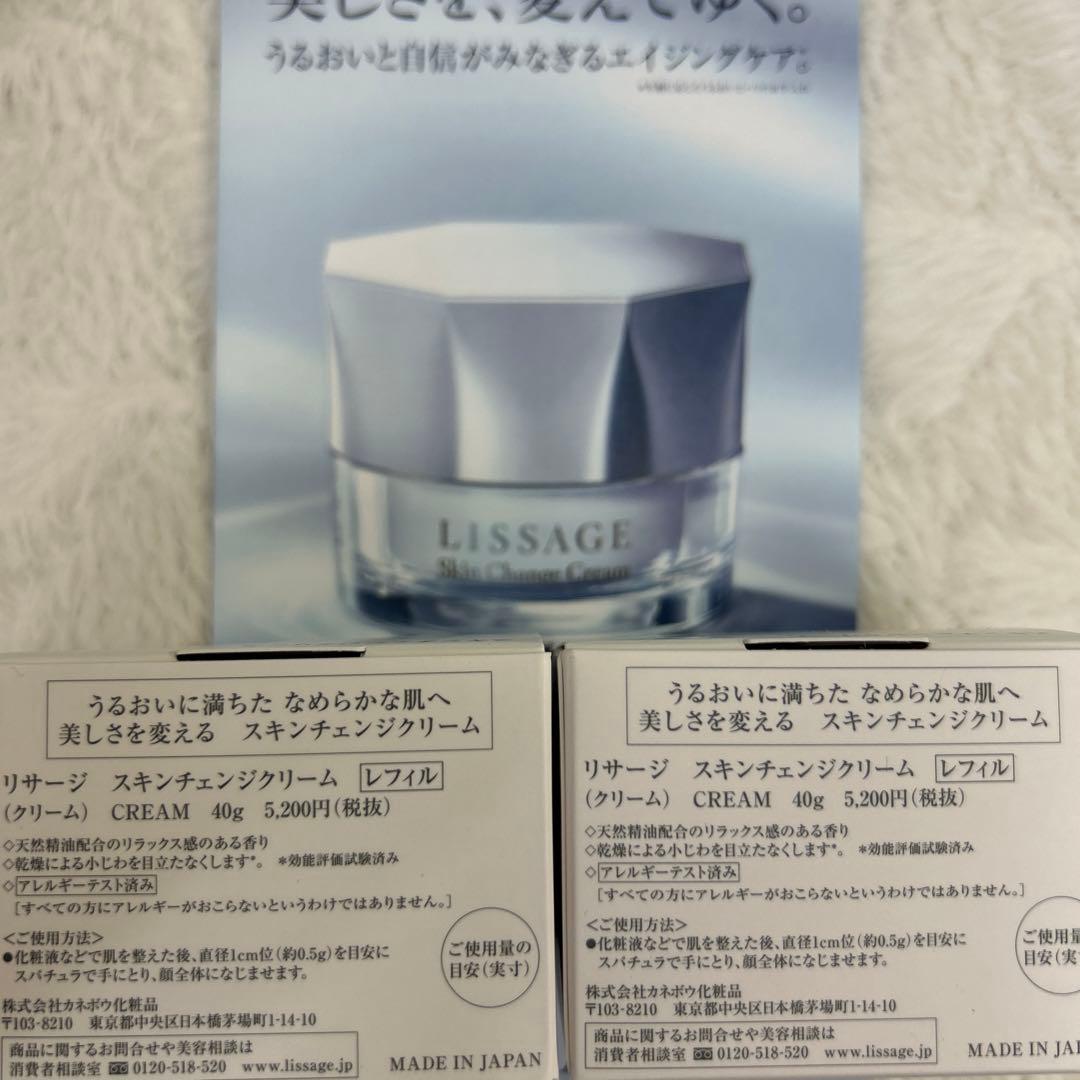 美しさを、変えてゆく。
うるおいと自信がみなぎるエイジングケア。
LISSAGE
Skin Change Cream
うるおいに満ちた なめらかな肌へ
美しさを変える スキンチェンジクリーム
リサージ スキンチェンジクリーム レフィル
（クリーム） CREAM 40g 5,200円（税抜）
◇天然精油配合のリラックス感のある香り
◇乾燥による小じわを目立たなくします*。 *効能評価試験済み
◇アレルギーテスト済み
［すべての方にアレルギーがおこらないというわけではありません。］
＜ご使用方法＞
●化粧液などで肌を整えた後、直径1cm位（約0.5g）を目安に
スパチュラで手にとり、顔全体になじませます。
ご使用量の
目安（実寸）
株式会社カネボウ化粧品
〒103-8210 東京都中央区日本橋茅場町1-14-10
商品に関するお問合せや美容相談は
消費者相談室 0120-518-520 www.lissage.jp
MADE IN JAPAN
うるおいに満ちた なめらかな肌へ
美しさを変える スキンチェンジクリーム
リサージ スキンチェンジクリーム レフィル
（クリーム） CREAM 40g 5,200円（税抜）
◇天然精油配合のリラックス感のある香り
◇乾燥による小じわを目立たなくします*。 *効能評価試験済み
◇アレルギーテスト済み
［すべての方にアレルギーがおこらないというわけではありません。］
＜ご使用方法＞
●化粧液などで肌を整えた後、直径1cm位（約0.5g）を目安に
スパチュラで手にとり、顔全体になじませます。
ご使用量
目安（実寸
株式会社カネボウ化粧品
〒103-8210 東京都中央区日本橋茅場町1-14-10
商品に関するお問合せや美容相談は
消費者相談室 0120-518-520 www.lissage.jp
MADE IN JAPA